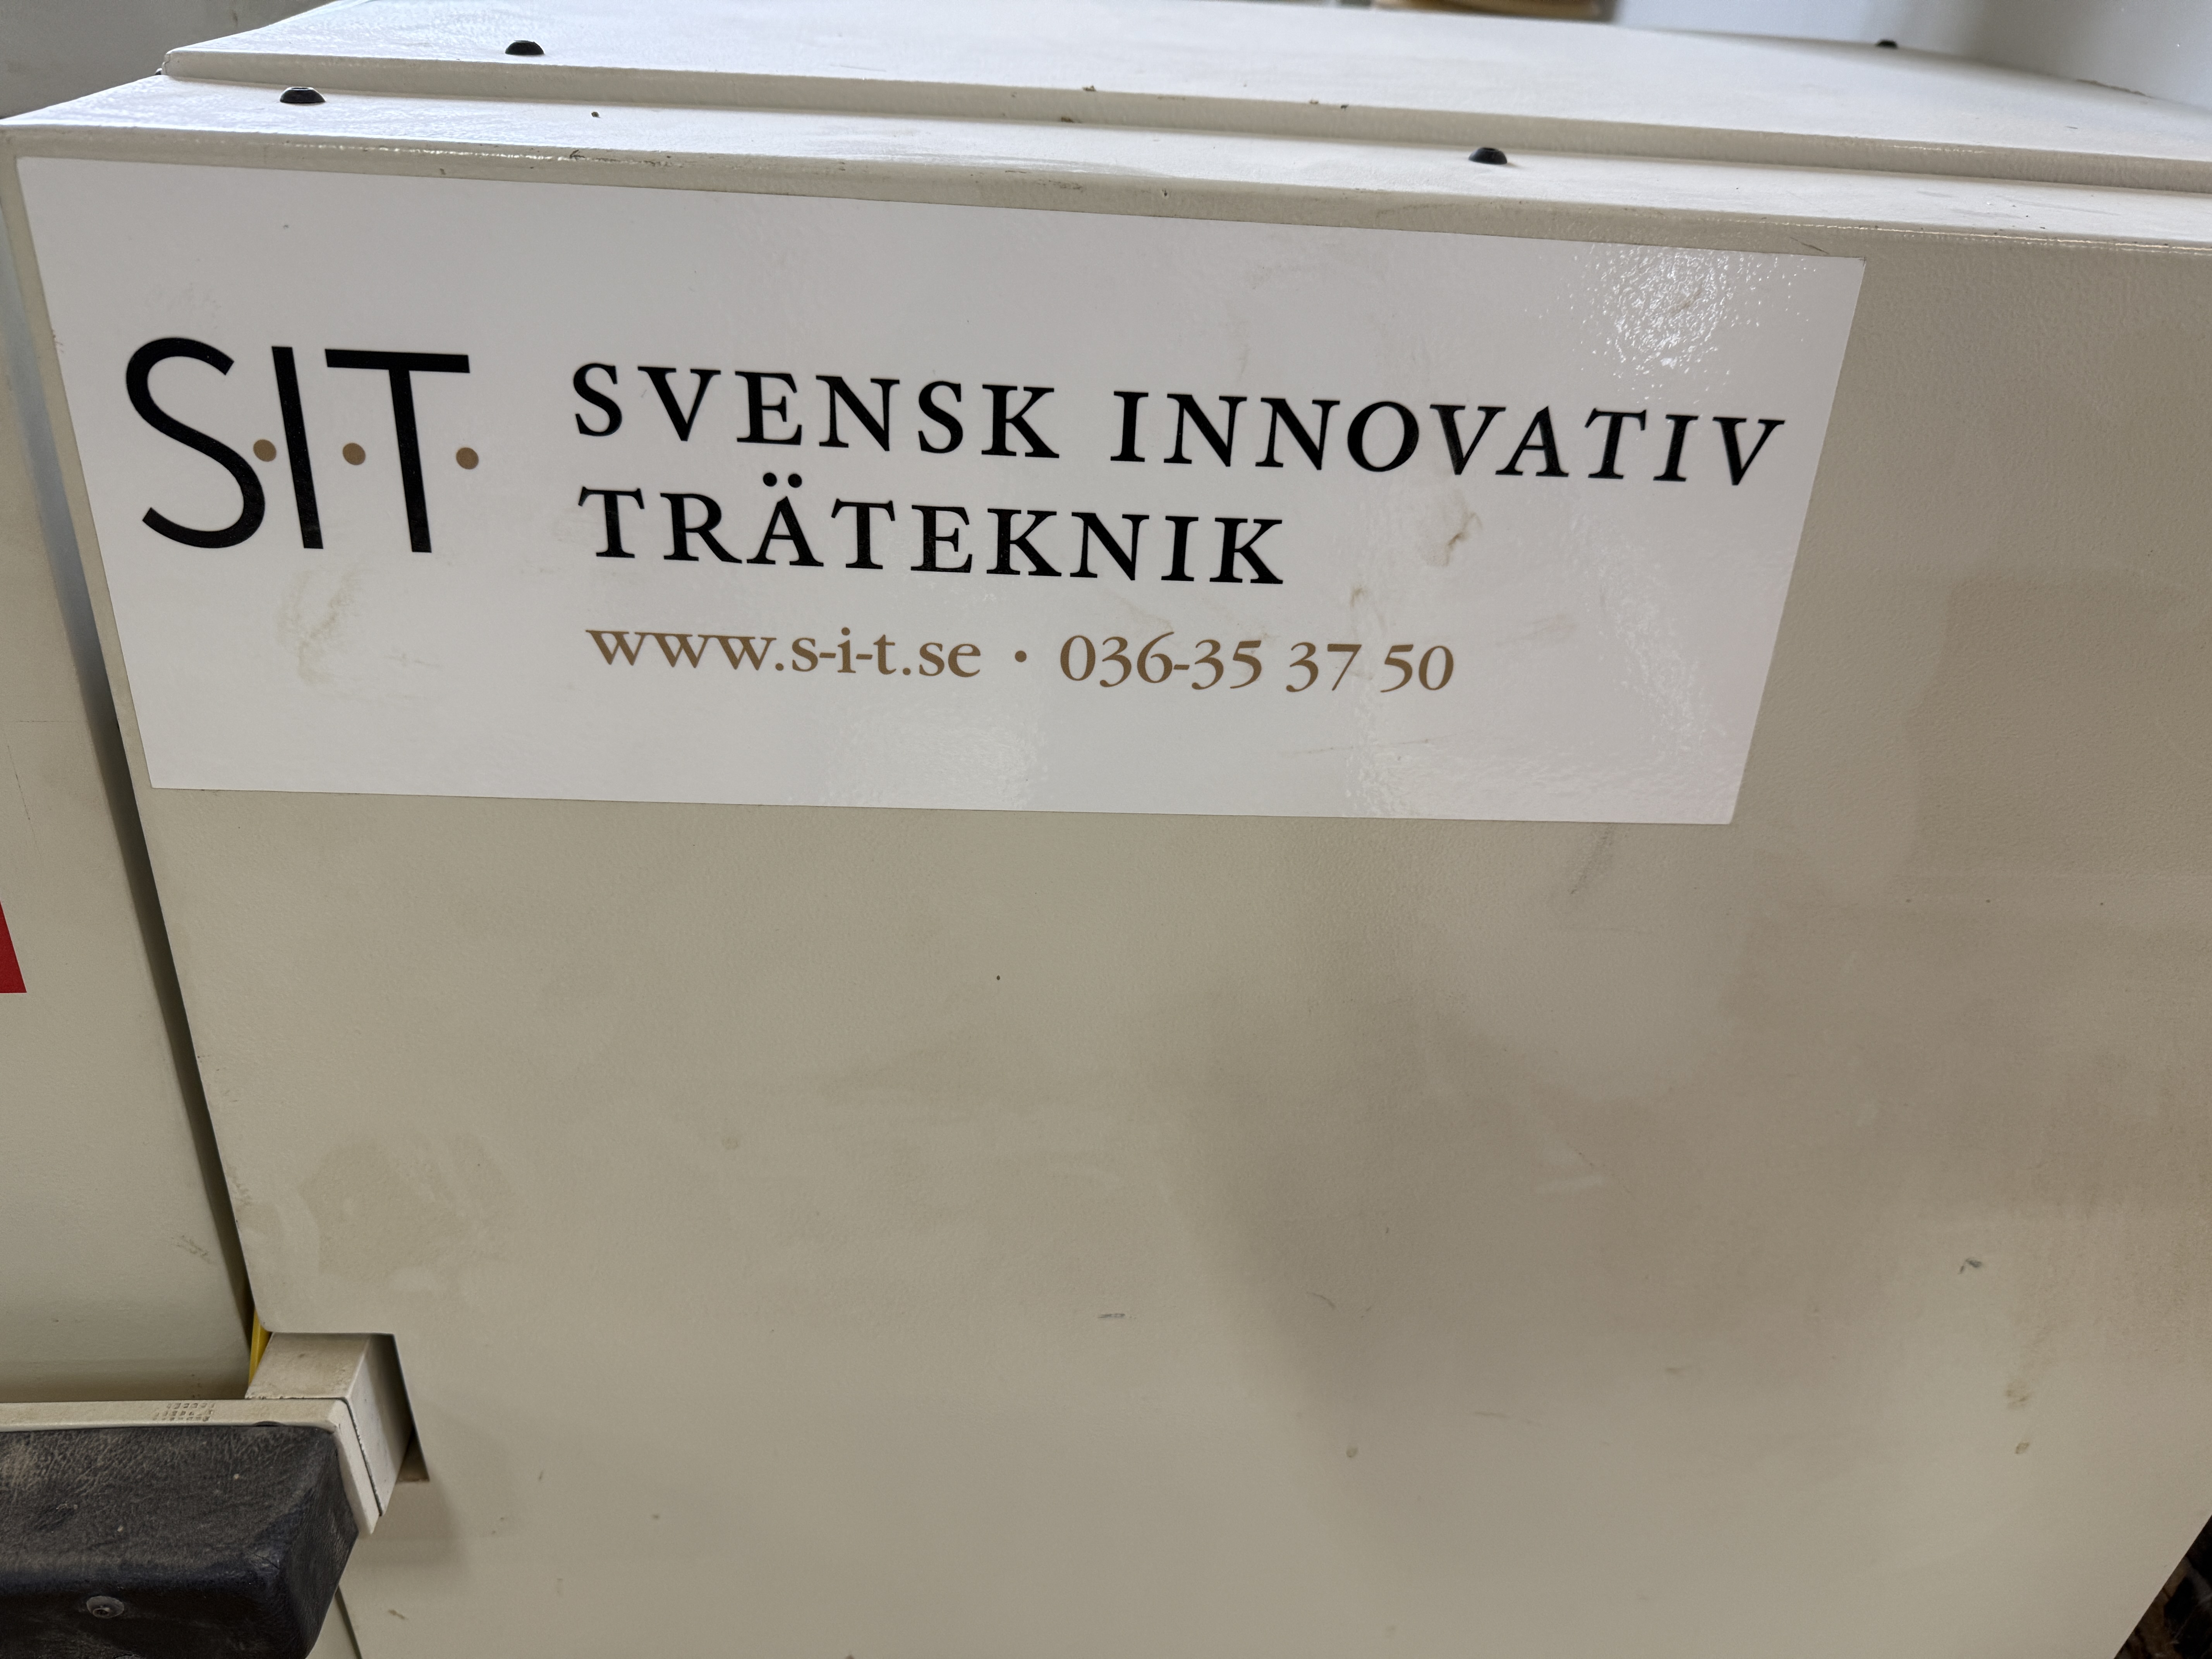 S·I·T·
SVENSK INNOVATIV
TRÄTEKNIK
www.s-i-t.se · 036-35 37 50